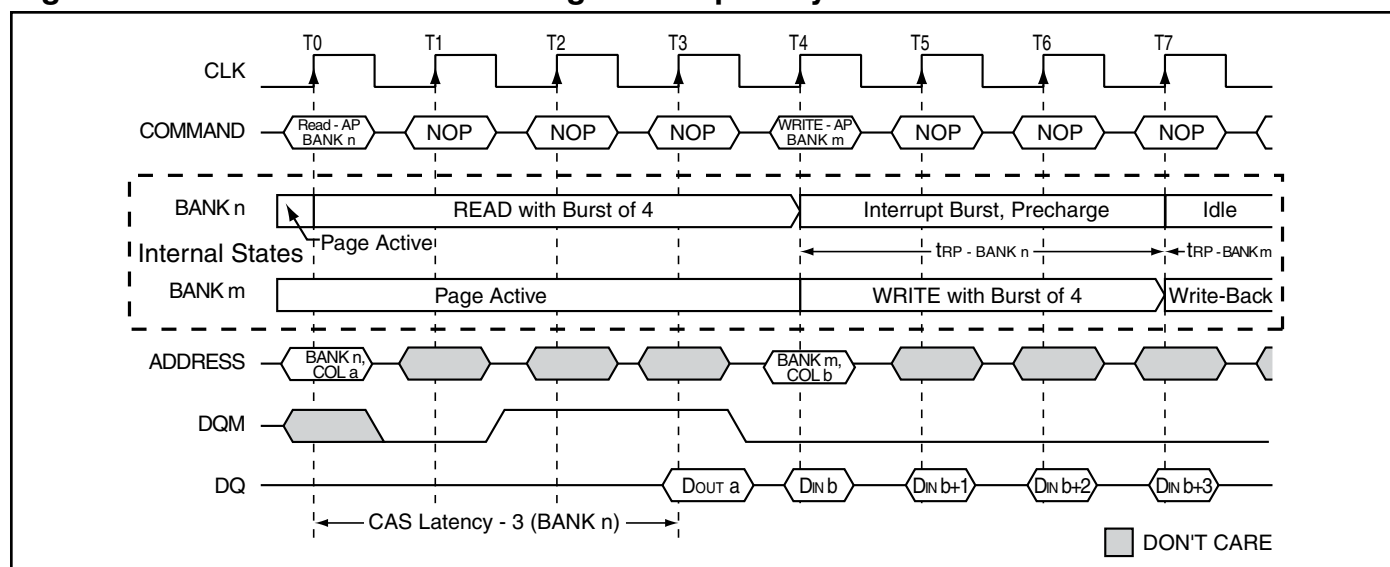 T0 T1 T2 T3 T4 T5 T6 T7
CLK
COMMAND Read - AP BANK n NOP NOP NOP WRITE - AP BANK m NOP NOP NOP
BANK n READ with Burst of 4 Interrupt Burst, Precharge Idle
Page Active
Internal States tRP - BANK n tRP - BANK m
BANK m Page Active WRITE with Burst of 4 Write-Back
ADDRESS BANK n, COL a BANK m, COL b
DQM
DQ DOUT a DIN b DIN b+1 DIN b+2 DIN b+3
CAS Latency - 3 (BANK n)
DON'T CARE